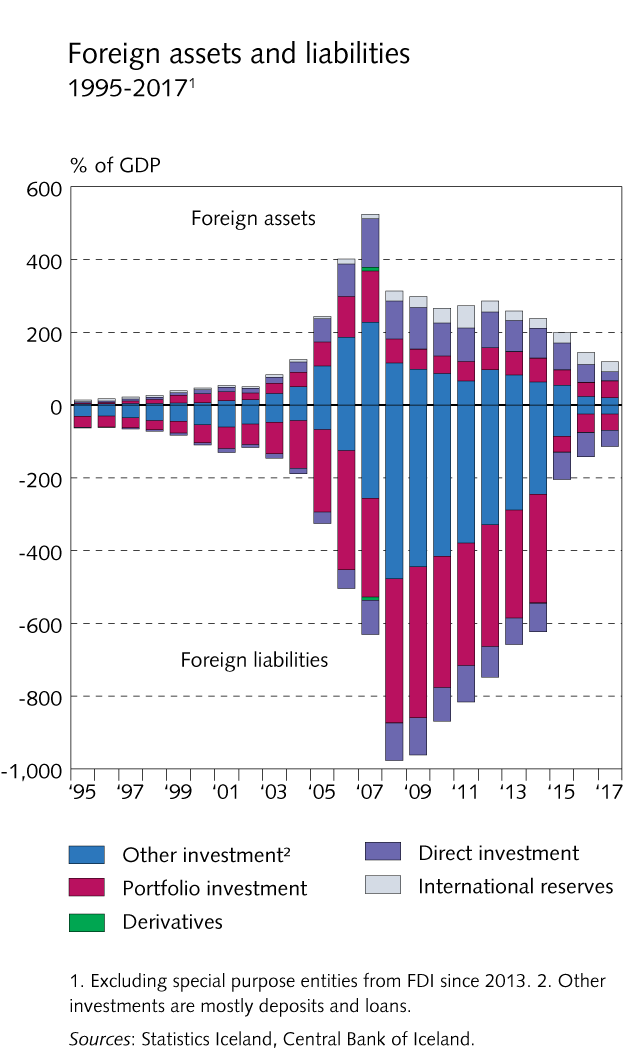 Foreign assets and liabilities
1995-2017¹
% of GDP
600
400
200
0
-200
-400
-600
-800
-1,000
Foreign assets
Foreign liabilities
‘95 ‘97 ‘99 ‘01 ‘03 ‘05 ‘07 ‘09 ‘11 ‘13 ‘15 ‘17
Other investment²
Portfolio investment
Derivatives
Direct investment
International reserves
1. Excluding special purpose entities from FDI since 2013. 2. Other
investments are mostly deposits and loans.
Sources: Statistics Iceland, Central Bank of Iceland.